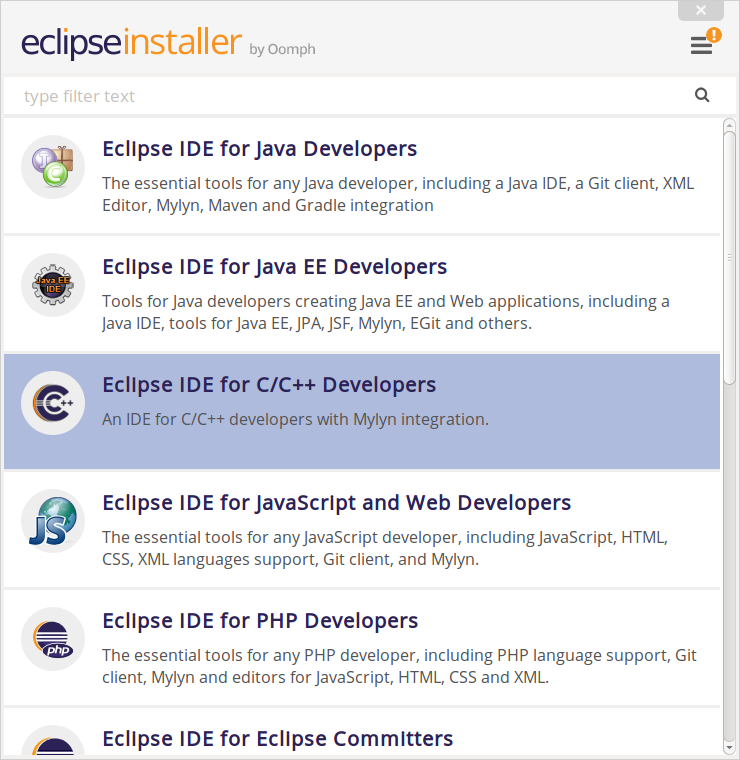 eclipseinstaller by Oomph
!
type filter text
Eclipse IDE for Java Developers
The essential tools for any Java developer, including a Java IDE, a Git client, XML
Editor, Mylyn, Maven and Gradle integration
Java EE
IDE
Eclipse IDE for Java EE Developers
Tools for Java developers creating Java EE and Web applications, including a
Java IDE, tools for Java EE, JPA, JSF, Mylyn, EGit and others.
C++
Eclipse IDE for C/C++ Developers
An IDE for C/C++ developers with Mylyn integration.
JS
Eclipse IDE for JavaScript and Web Developers
The essential tools for any JavaScript developer, including JavaScript, HTML,
CSS, XML languages support, Git client, and Mylyn.
php
Eclipse IDE for PHP Developers
The essential tools for any PHP developer, including PHP language support, Git
client, Mylyn and editors for JavaScript, HTML, CSS and XML.
Eclipse IDE for Eclipse Committers